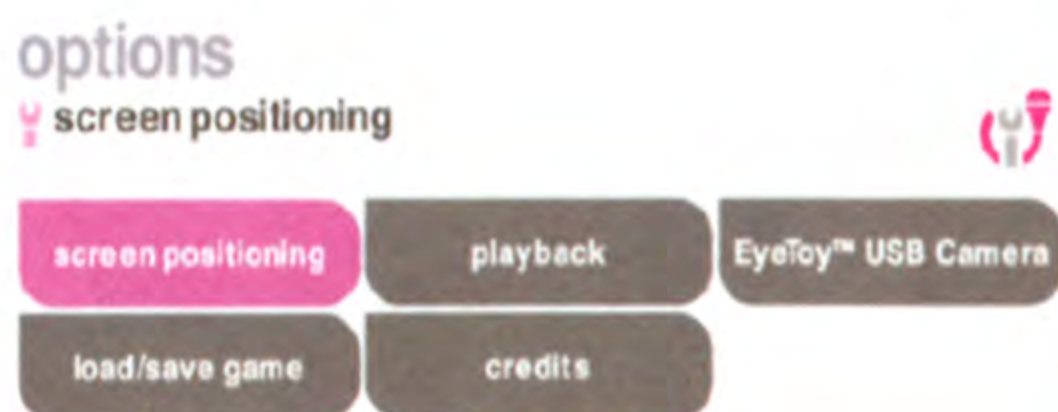 options
screen positioning
screen positioning playback EyeToy™ USB Camera
load/save game credits